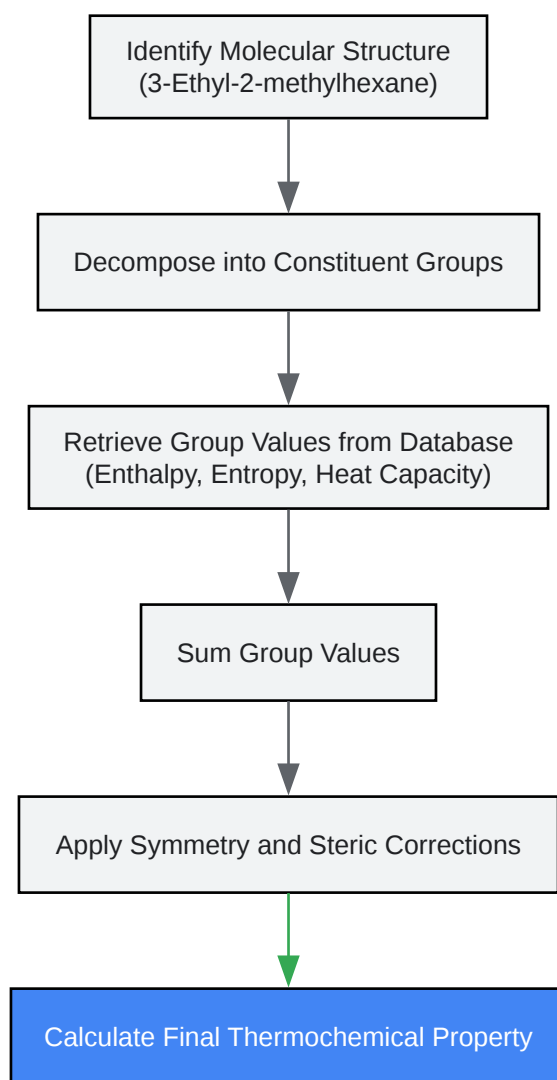 Identify Molecular Structure
(3-Ethyl-2-methylhexane)
Decompose into Constituent Groups
Retrieve Group Values from Database
(Enthalpy, Entropy, Heat Capacity)
Sum Group Values
Apply Symmetry and Steric Corrections
Calculate Final Thermochemical Property